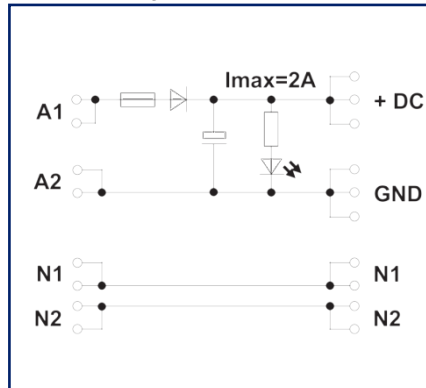 Imax=2A
A1
+ DC
A2
GND
N1 N1
N2 N2